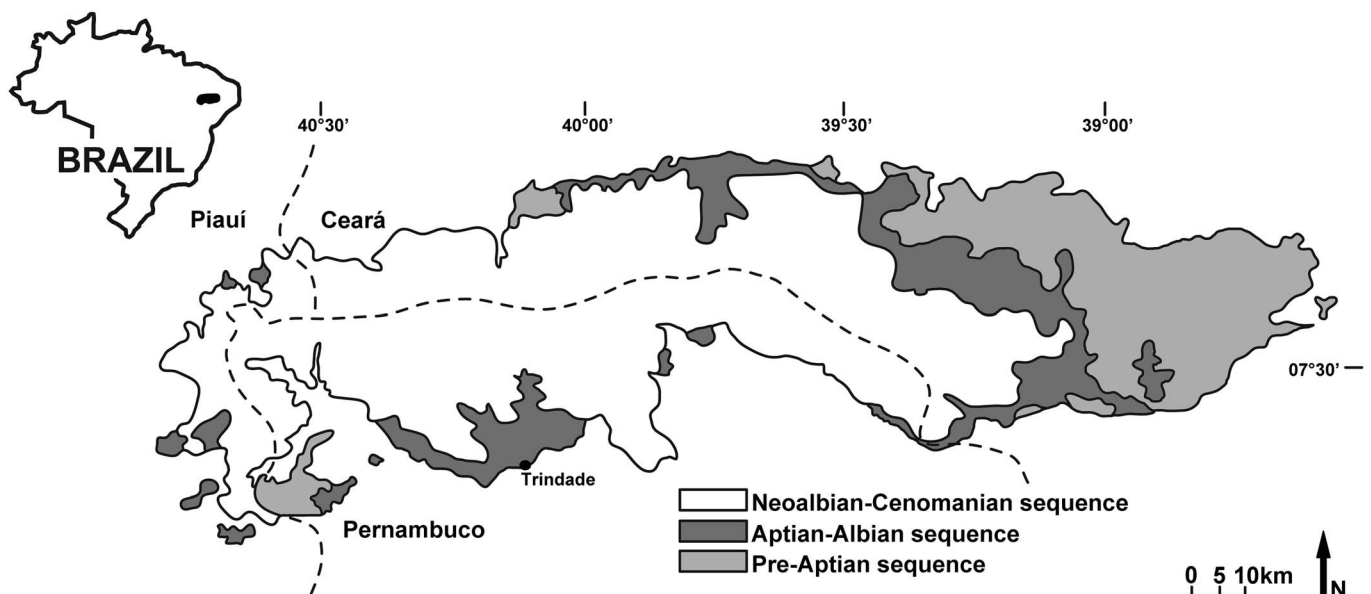 40°30'
40°00'
39°30'
39°00'
BRAZIL
Piauí
Ceará
07°30'
Trindade
Pernambuco
Neoalbian-Cenomanian sequence
Aptian-Albian sequence
Pre-Aptian sequence
0 5 10km
N